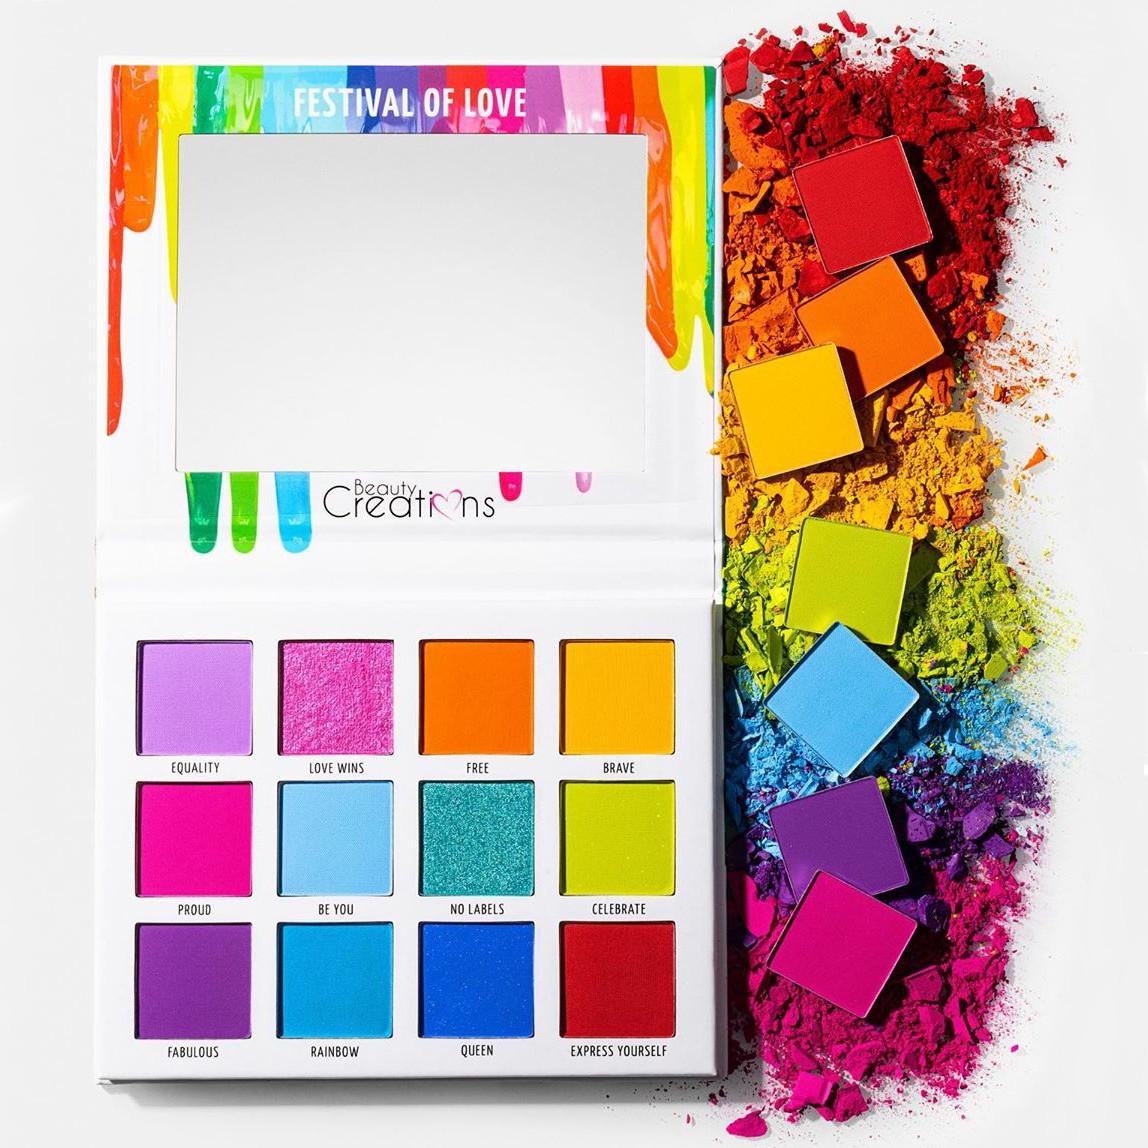 FESTIVAL OF LOVE
Beauty
Creations
EQUALITY
LOVE WINS
FREE
BRAVE
PROUD
BE YOU
NO LABELS
CELEBRATE
FABULOUS
RAINBOW
QUEEN
EXPRESS YOURSELF